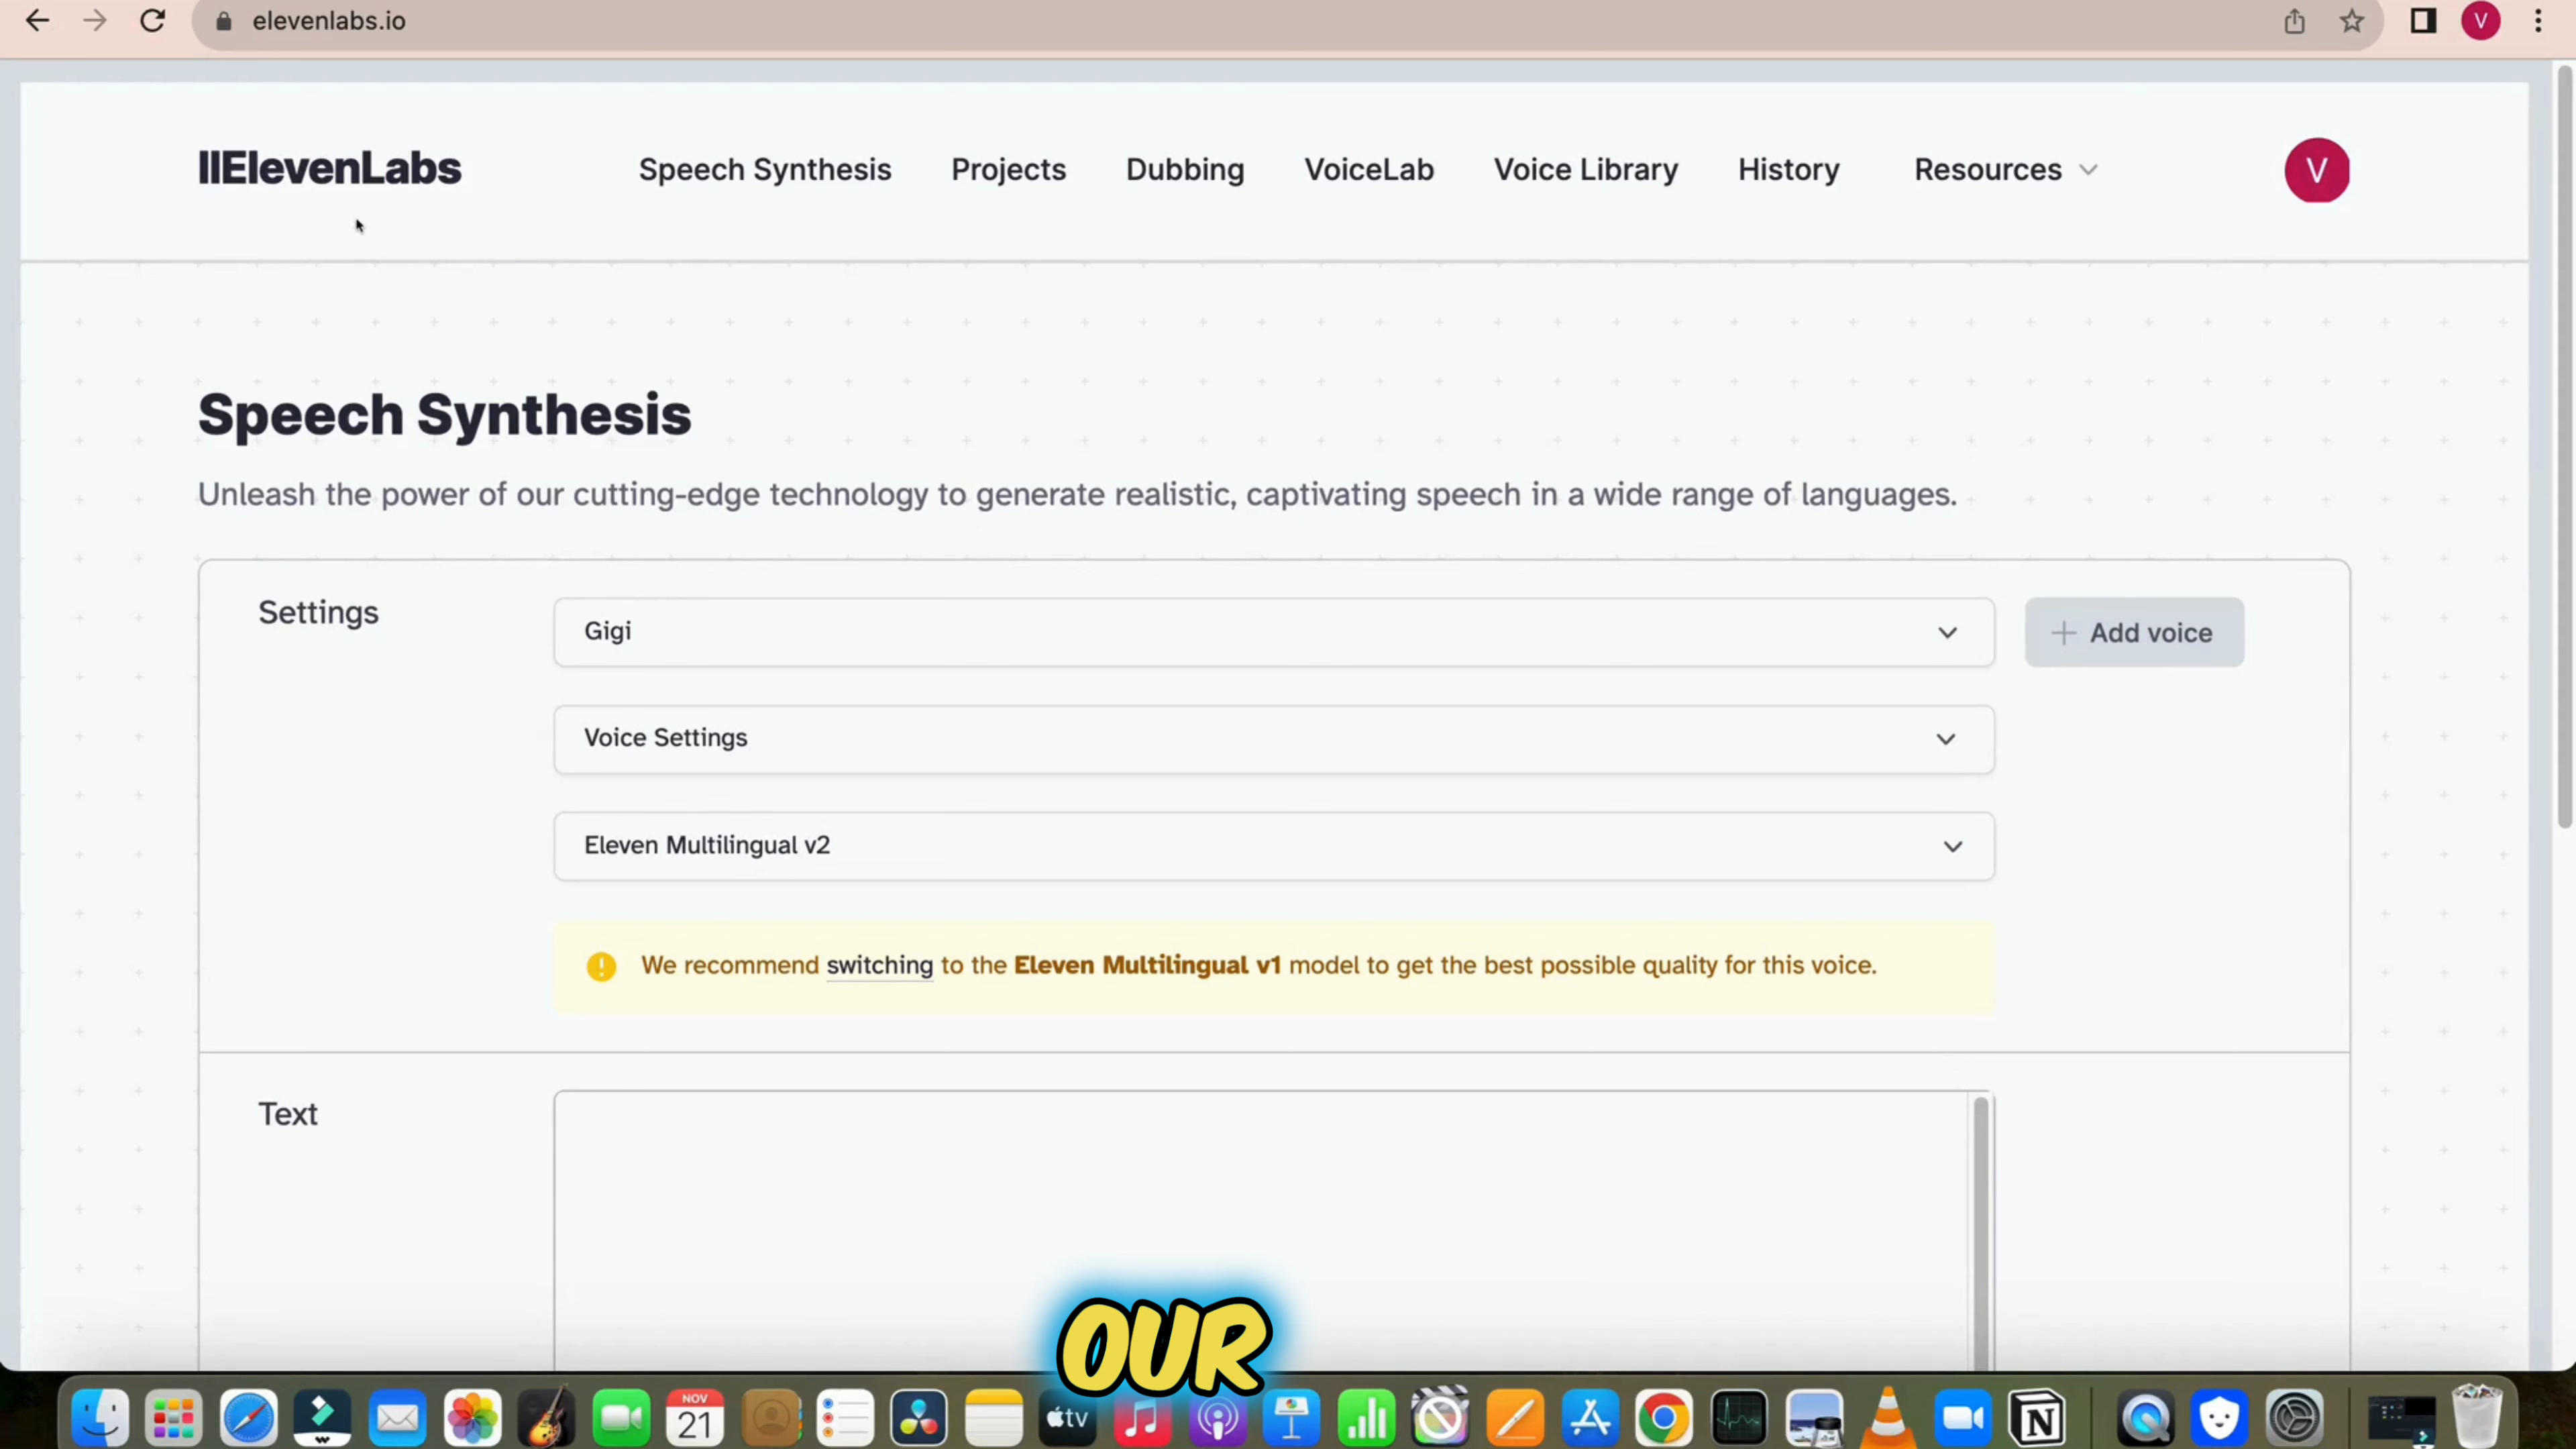 elevenlabs.io
V
IIElevenLabs
Speech Synthesis
Projects
Dubbing
VoiceLab
Voice Library
History
Resources
V
Speech Synthesis
Unleash the power of our cutting-edge technology to generate realistic, captivating speech in a wide range of languages.
Settings
Gigi
+ Add voice
Voice Settings
Eleven Multilingual v2
We recommend switching to the Eleven Multilingual v1 model to get the best possible quality for this voice.
Text
OUR
NOV
21
tv
N